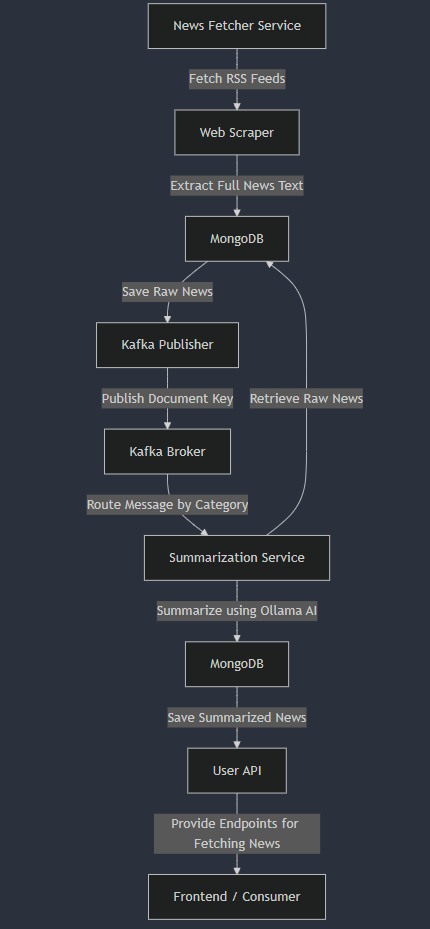 News Fetcher Service
Fetch RSS Feeds
Web Scraper
Extract Full News Text
MongoDB
Save Raw News
Kafka Publisher
Publish Document Key
Retrieve Raw News
Kafka Broker
Route Message by Category
Summarization Service
Summarize using Ollama AI
MongoDB
Save Summarized News
User API
Provide Endpoints for
Fetching News
Frontend / Consumer